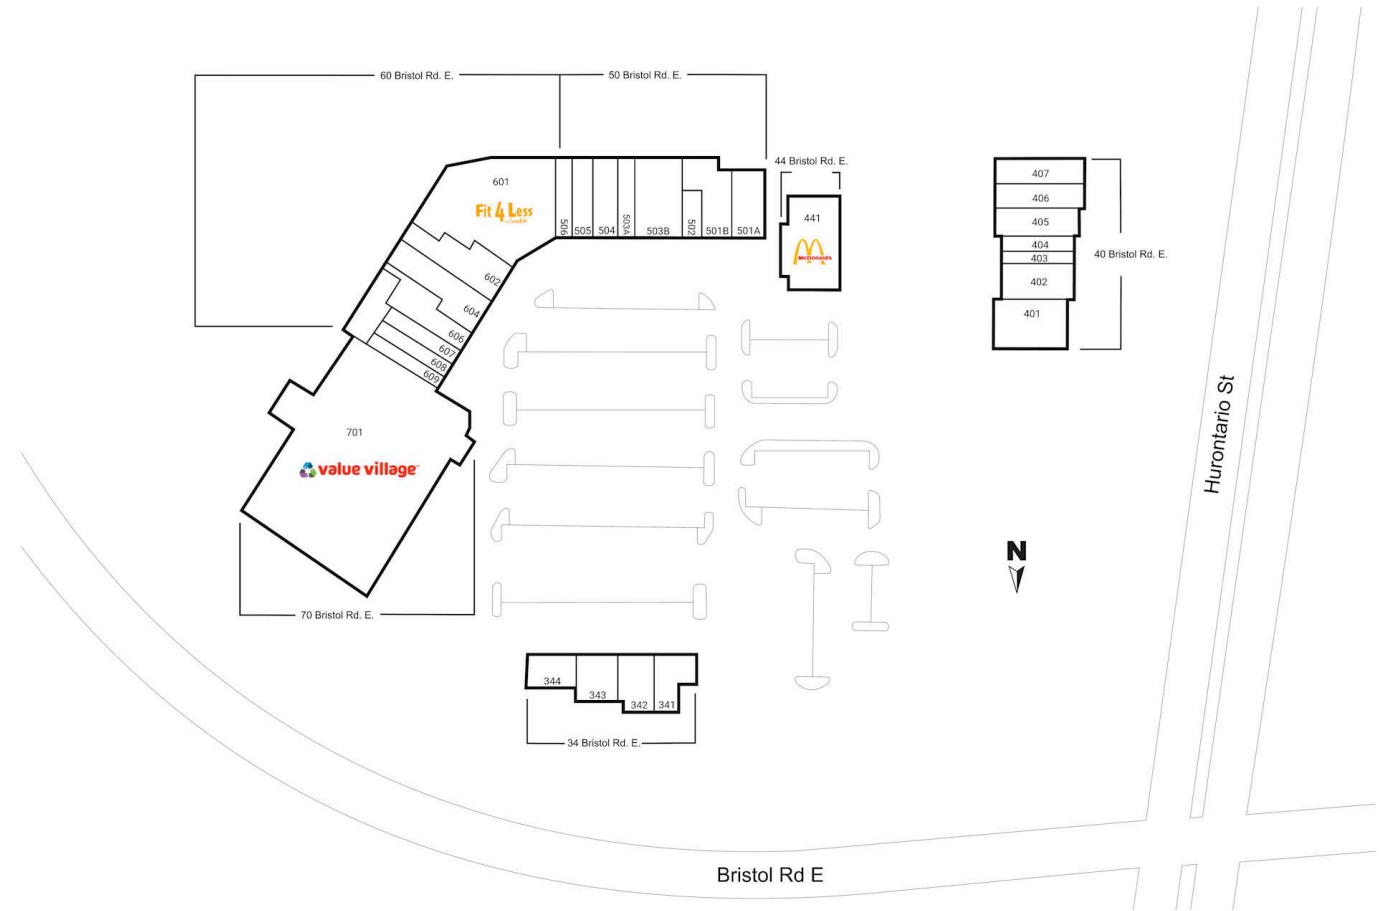 60 Bristol Rd. E.
50 Bristol Rd. E.
44 Bristol Rd. E.
40 Bristol Rd. E.
601
Fit 4 Less
506
505
504
503A
503B
502
501B
501A
441
McDonald's
407
406
405
404
403
402
401
602
604
606
607
608
609
701
value village
70 Bristol Rd. E.
Hurontario St
N
344
343
342
341
34 Bristol Rd. E.
Bristol Rd E